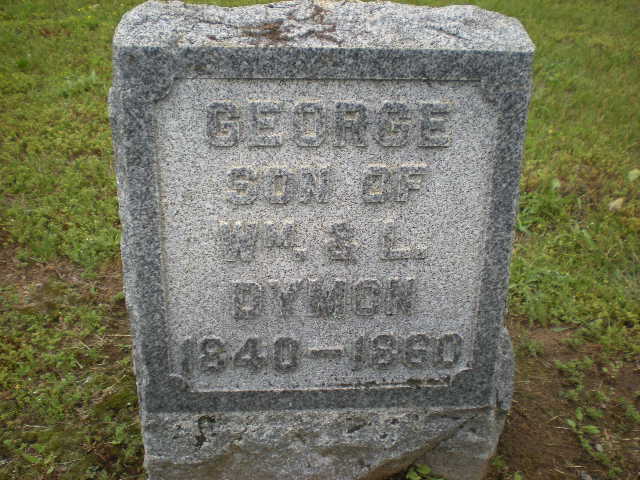 GEORGE
SON OF
WM. & L.
DYMON
1840-1860